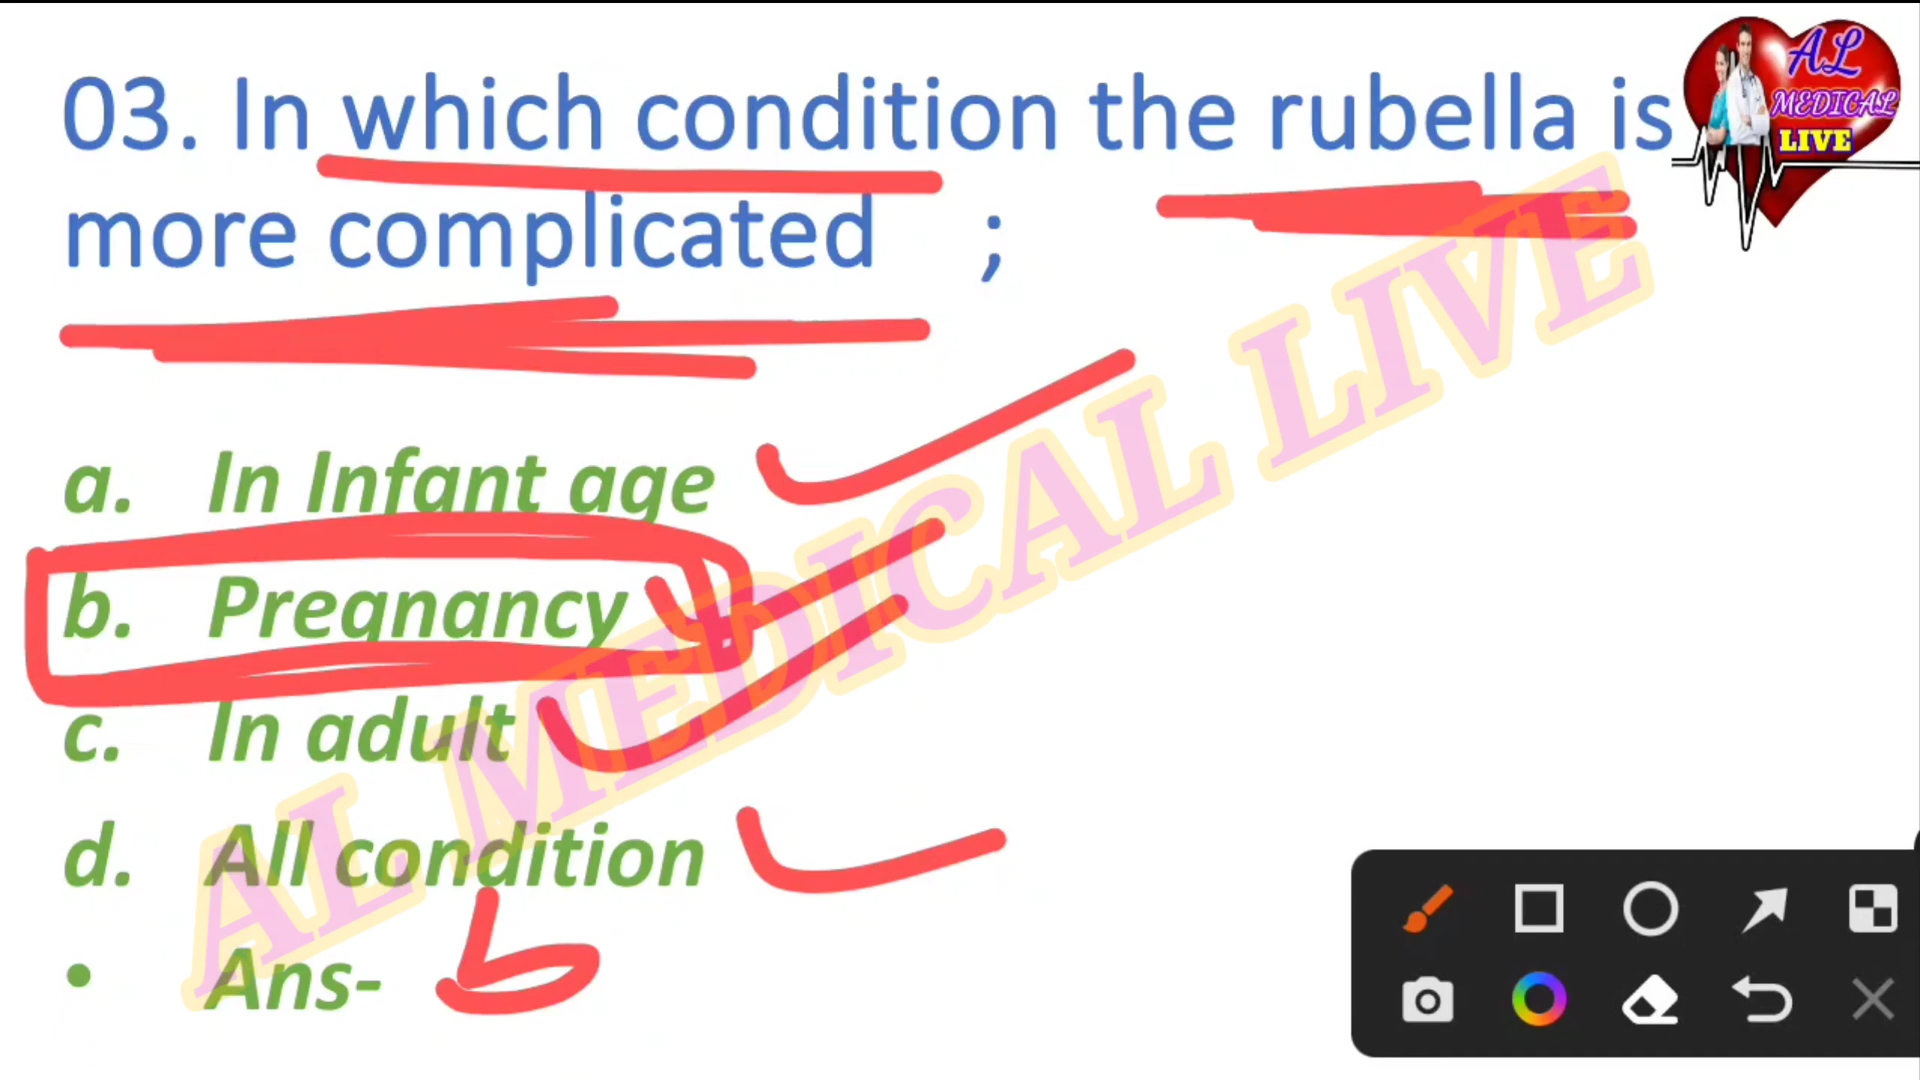 03. In which condition the rubella is
more complicated ;
a. In Infant age
b. Pregnancy
c. In adult
d. All condition
• Ans- b
AL
MEDICAL
LIVE
AL MEDICAL LIVE